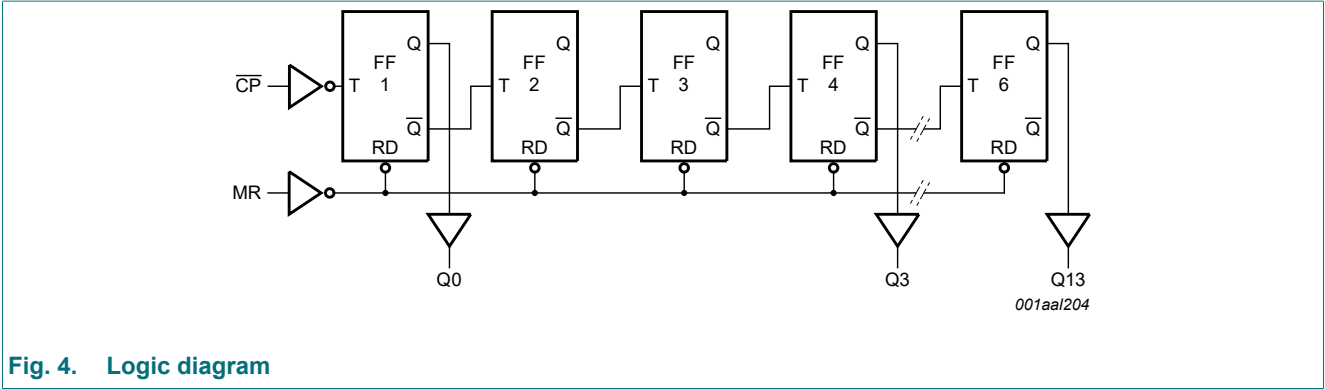 Q Q Q Q Q
FF FF FF FF FF
C̅P̅ T 1 T 2 T 3 T 4 T 6
Q̅ Q̅ Q̅ Q̅ Q̅
RD RD RD RD RD
MR
Q0 Q3 Q13
001aal204
Fig. 4. Logic diagram